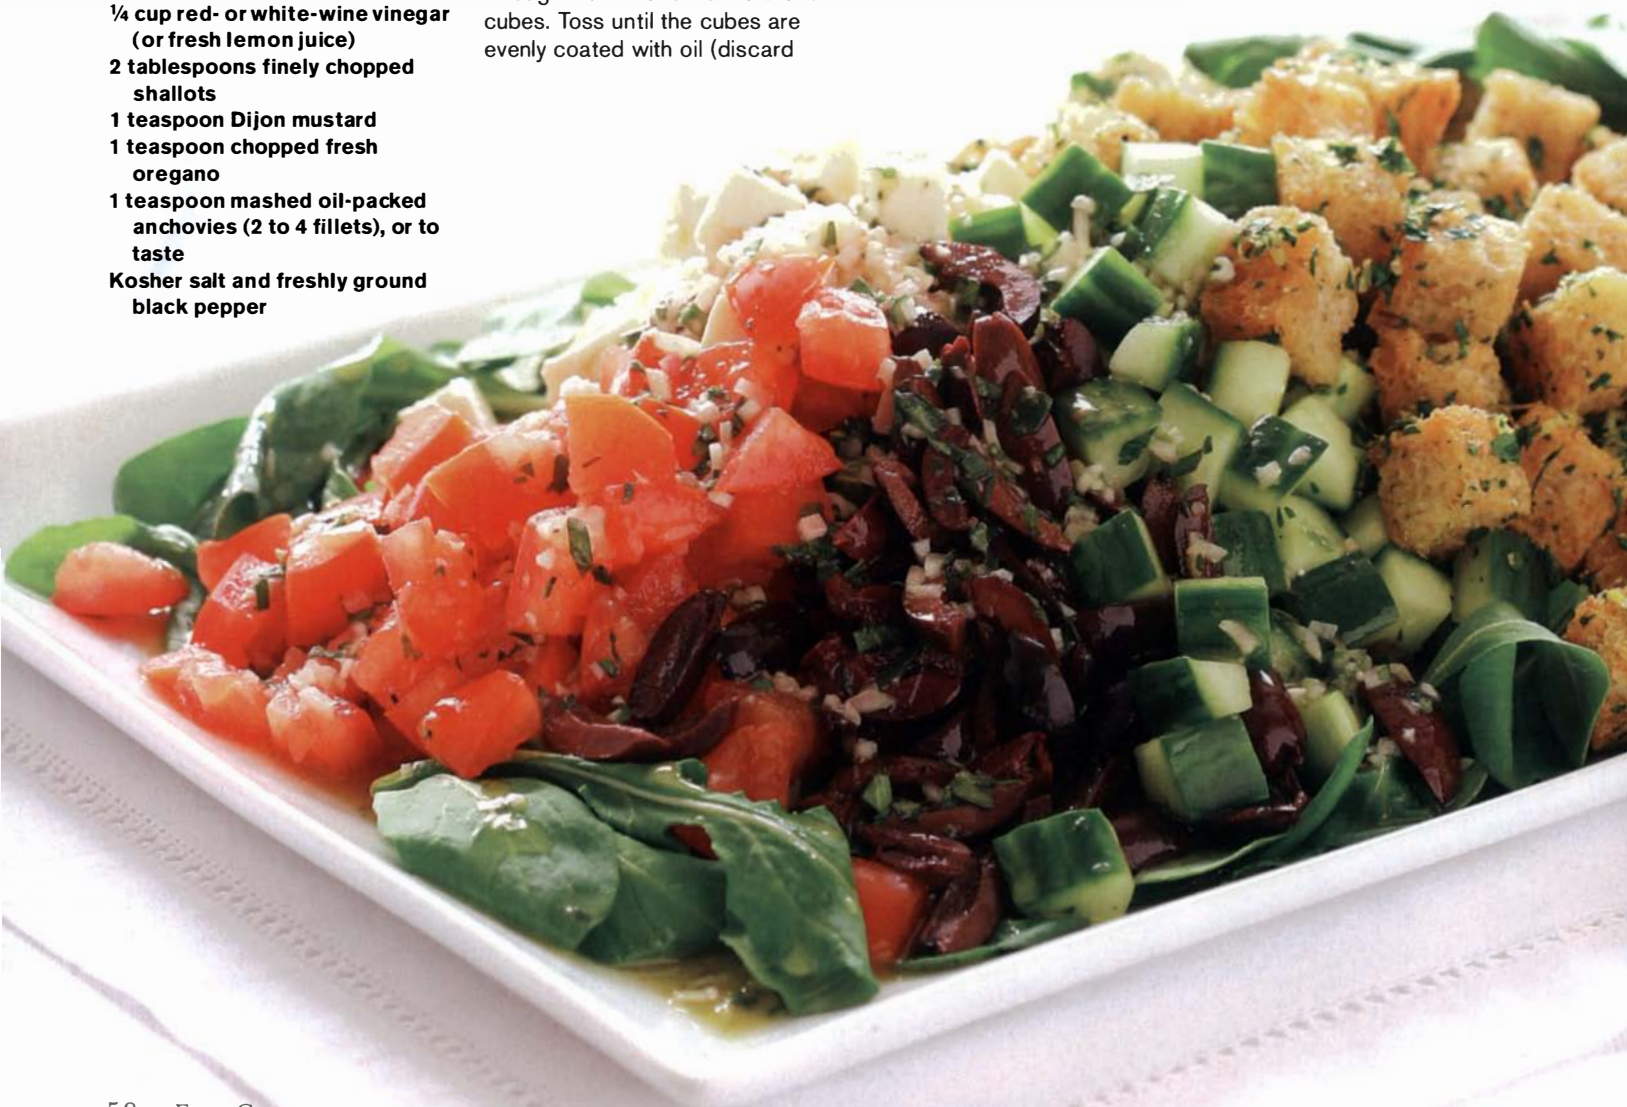 ¼ cup red- or white-wine vinegar
(or fresh lemon juice)
2 tablespoons finely chopped
shallots
1 teaspoon Dijon mustard
1 teaspoon chopped fresh
oregano
1 teaspoon mashed oil-packed
anchovies (2 to 4 fillets), or to
taste
Kosher salt and freshly ground
black pepper
cubes. Toss until the cubes are
evenly coated with oil (discard